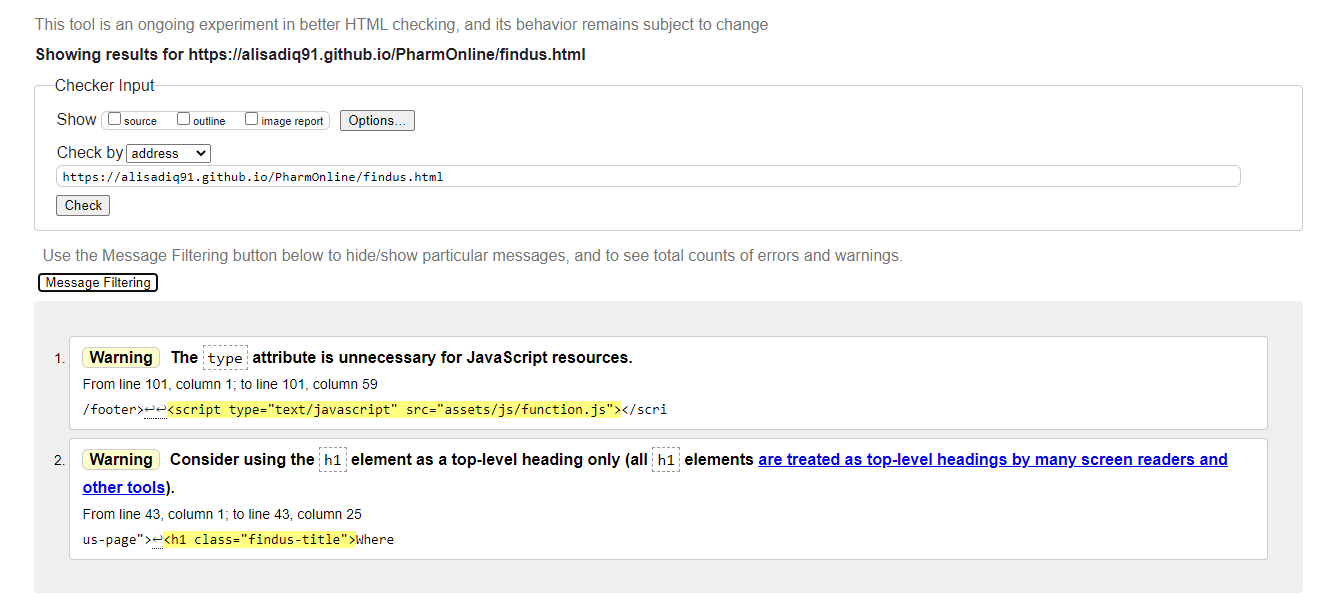 This tool is an ongoing experiment in better HTML checking, and its behavior remains subject to change
Showing results for https://alisadiq91.github.io/PharmOnline/findus.html
Checker Input
Show source outline image report Options...
Check by address
https://alisadiq91.github.io/PharmOnline/findus.html
Check
Use the Message Filtering button below to hide/show particular messages, and to see total counts of errors and warnings.
Message Filtering
1. Warning The type attribute is unnecessary for JavaScript resources.
From line 101, column 1; to line 101, column 59
/footer>↩↩<script type="text/javascript" src="assets/js/function.js"></scri
2. Warning Consider using the h1 element as a top-level heading only (all h1 elements are treated as top-level headings by many screen readers and
other tools).
From line 43, column 1; to line 43, column 25
us-page">↩<h1 class="findus-title">Where